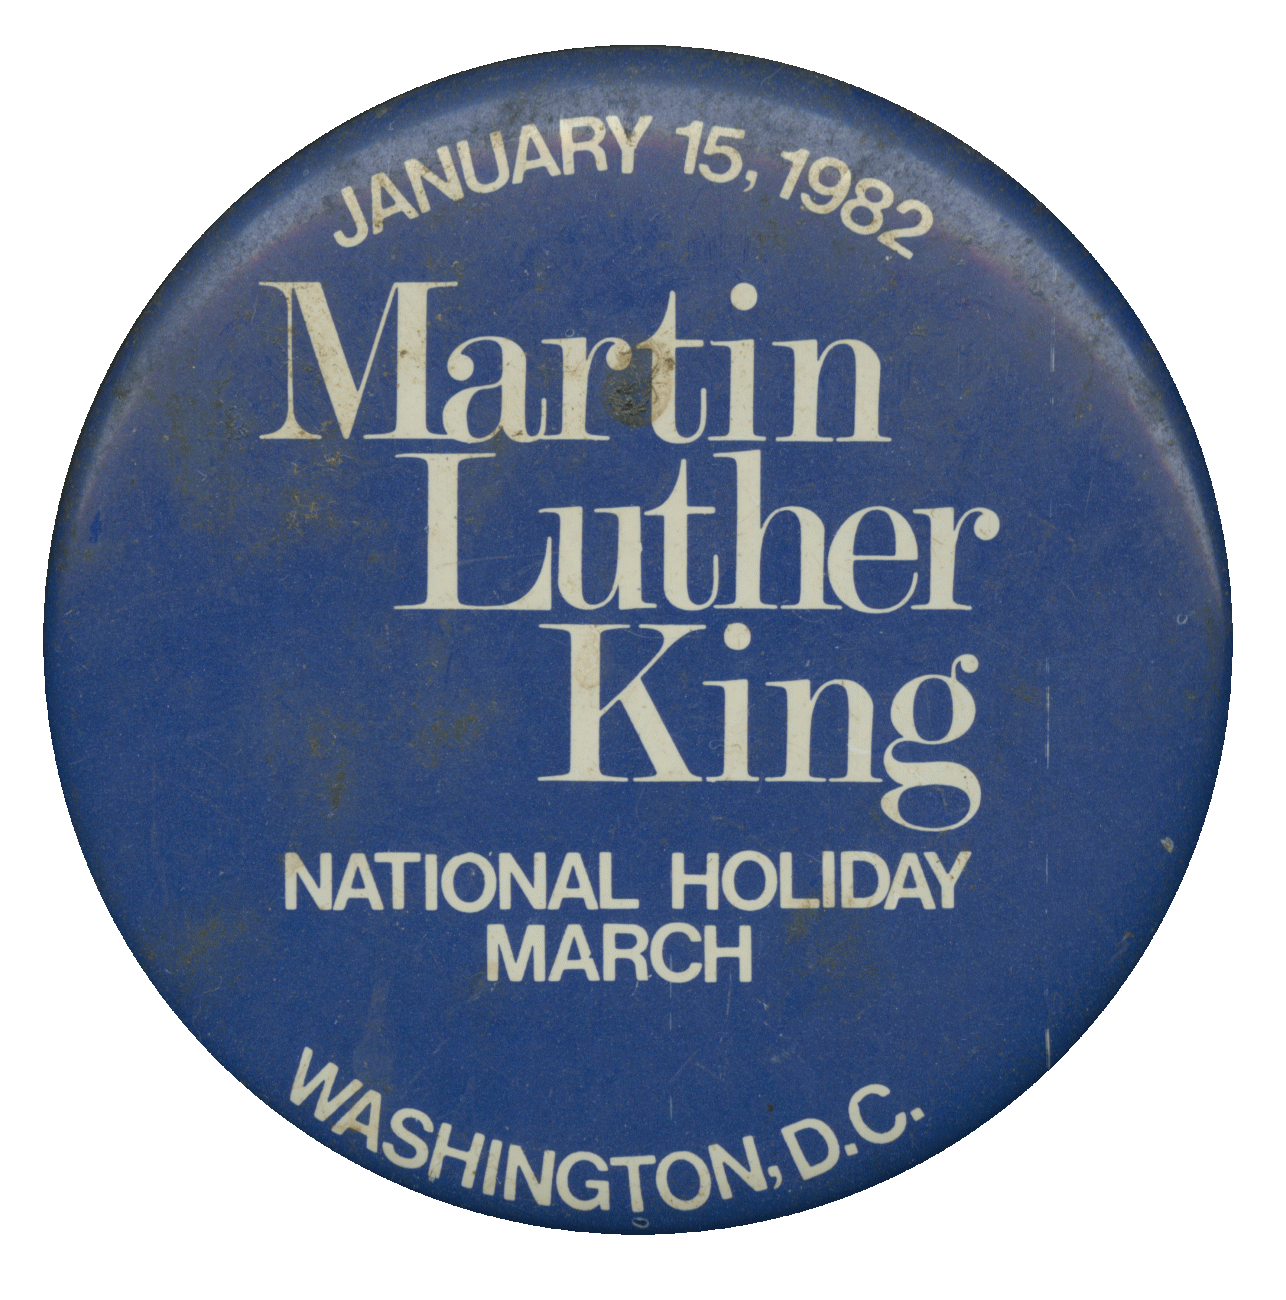 JANUARY 15, 1982
Martin
Luther
King
NATIONAL HOLIDAY
MARCH
WASHINGTON, D.C.